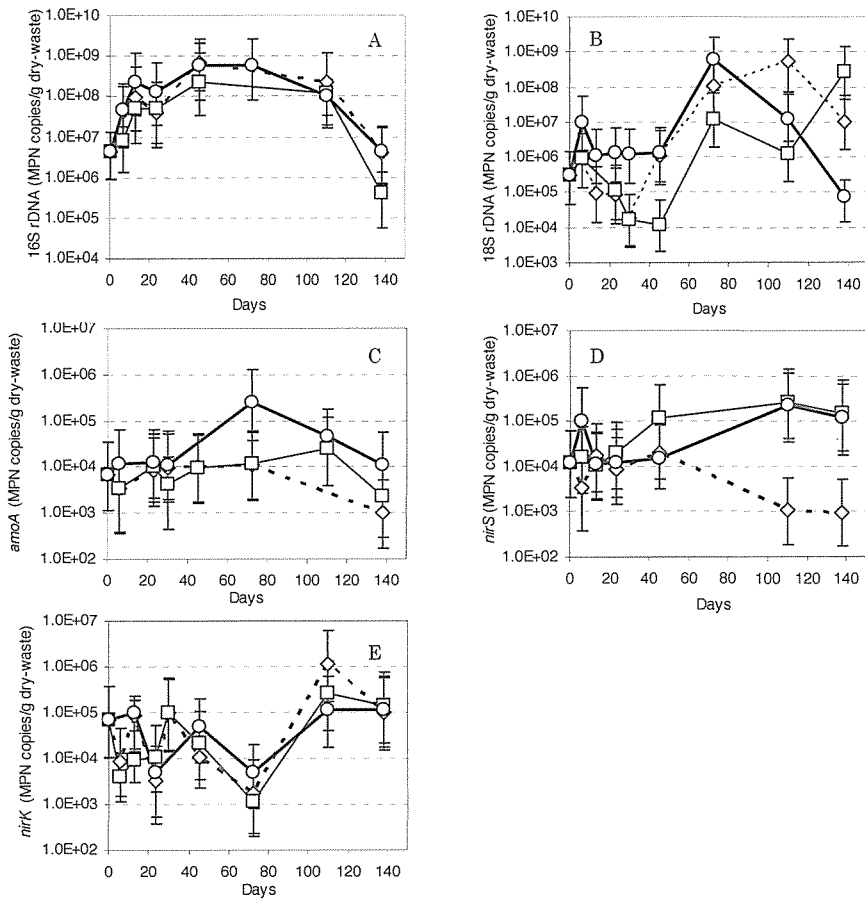 A
16S rDNA (MPN copies/g dry-waste)
1.0E+10
1.0E+09
1.0E+08
1.0E+07
1.0E+06
1.0E+05
1.0E+04
0 20 40 60 80 100 120 140
Days
B
18S rDNA (MPN copies/g dry-waste)
1.0E+10
1.0E+09
1.0E+08
1.0E+07
1.0E+06
1.0E+05
1.0E+04
1.0E+03
0 20 40 60 80 100 120 140
Days
C
amoA (MPN copies/g dry-waste)
1.0E+07
1.0E+06
1.0E+05
1.0E+04
1.0E+03
1.0E+02
0 20 40 60 80 100 120 140
Days
D
nirS (MPN copies/g dry-waste)
1.0E+07
1.0E+06
1.0E+05
1.0E+04
1.0E+03
1.0E+02
0 20 40 60 80 100 120 140
Days
E
nirK (MPN copies/g dry-waste)
1.0E+07
1.0E+06
1.0E+05
1.0E+04
1.0E+03
1.0E+02
0 20 40 60 80 100 120 140
Days